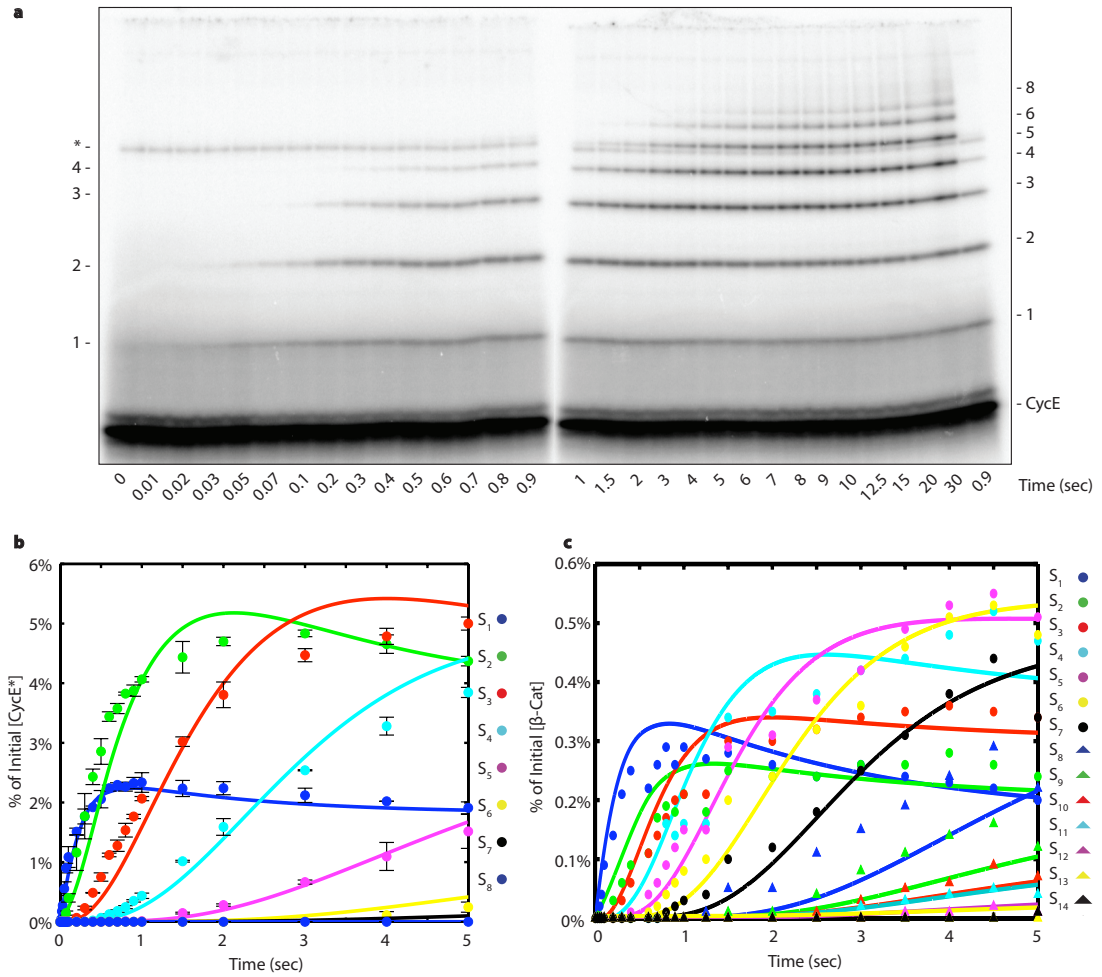 a
* -
4 -
3 -
2 -
1 -
- 8
- 6
- 5
- 4
- 3
- 2
- 1
- CycE
0 0.01 0.02 0.03 0.05 0.07 0.1 0.2 0.3 0.4 0.5 0.6 0.7 0.8 0.9 1 1.5 2 3 4 5 6 7 8 9 10 12.5 15 20 30 0.9 Time (sec)
b
% of Initial [CycE*]
6%
5%
4%
3%
2%
1%
0%
0 1 2 3 4 5
Time (sec)
S1
S2
S3
S4
S5
S6
S7
S8
c
% of Initial [β-Cat]
0.6%
0.5%
0.4%
0.3%
0.2%
0.1%
0%
0 1 2 3 4 5
Time (sec)
S1
S2
S3
S4
S5
S6
S7
S8
S9
S10
S11
S12
S13
S14